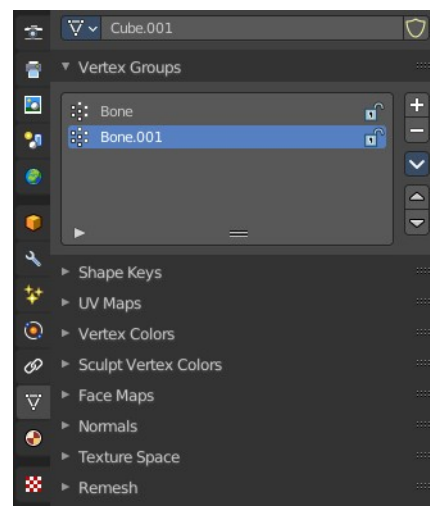 Cube.001
Vertex Groups
Bone
Bone.001
Shape Keys
UV Maps
Vertex Colors
Sculpt Vertex Colors
Face Maps
Normals
Texture Space
Remesh